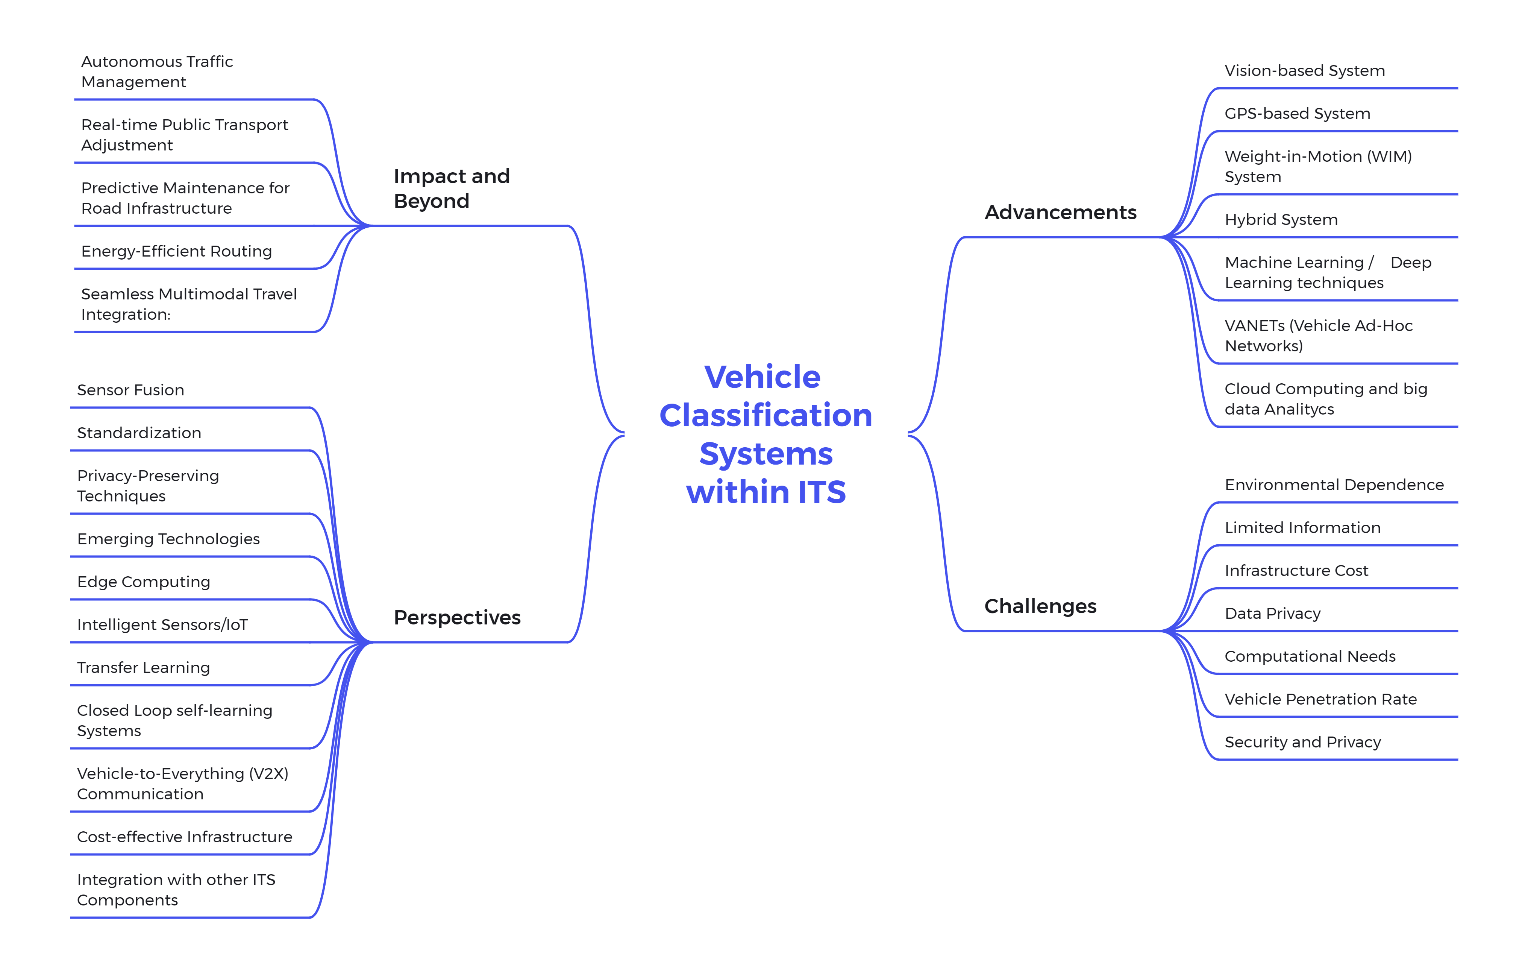 Autonomous Traffic
Management
Real-time Public Transport
Adjustment
Predictive Maintenance for
Road Infrastructure
Energy-Efficient Routing
Seamless Multimodal Travel
Integration:
Impact and
Beyond
Sensor Fusion
Standardization
Privacy-Preserving
Techniques
Emerging Technologies
Edge Computing
Intelligent Sensors/IoT
Transfer Learning
Closed Loop self-learning
Systems
Vehicle-to-Everything (V2X)
Communication
Cost-effective Infrastructure
Integration with other ITS
Components
Perspectives
Vehicle
Classification
Systems
within ITS
Advancements
Vision-based System
GPS-based System
Weight-in-Motion (WIM)
System
Hybrid System
Machine Learning / Deep
Learning techniques
VANETs (Vehicle Ad-Hoc
Networks)
Cloud Computing and big
data Analitycs
Challenges
Environmental Dependence
Limited Information
Infrastructure Cost
Data Privacy
Computational Needs
Vehicle Penetration Rate
Security and Privacy